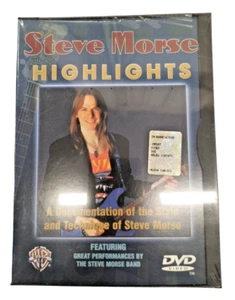 Steve Morse
HIGHLIGHTS
A Documentation of the Style
and Technique of Steve Morse
FEATURING
GREAT PERFORMANCES BY
THE STEVE MORSE BAND
DVD
VIDEO